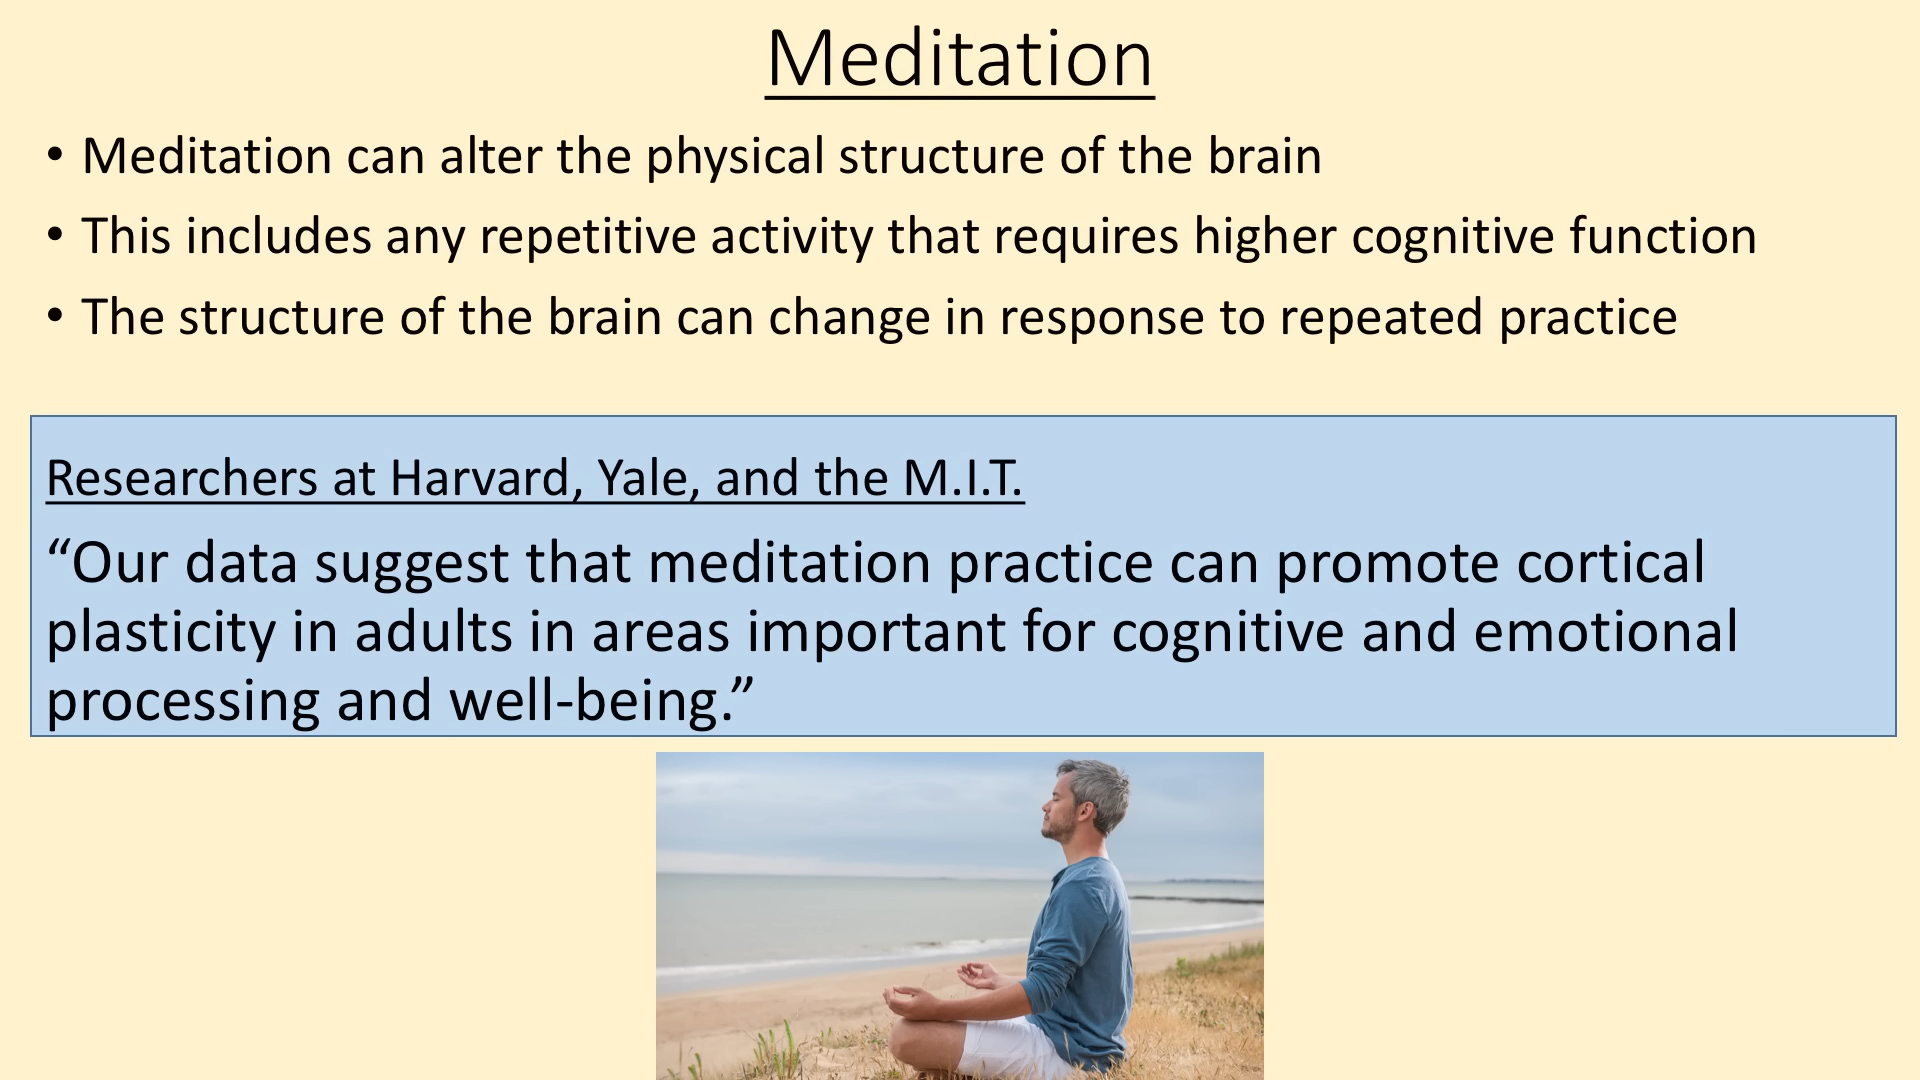 Meditation
• Meditation can alter the physical structure of the brain
• This includes any repetitive activity that requires higher cognitive function
• The structure of the brain can change in response to repeated practice
Researchers at Harvard, Yale, and the M.I.T.
“Our data suggest that meditation practice can promote cortical
plasticity in adults in areas important for cognitive and emotional
processing and well-being.”